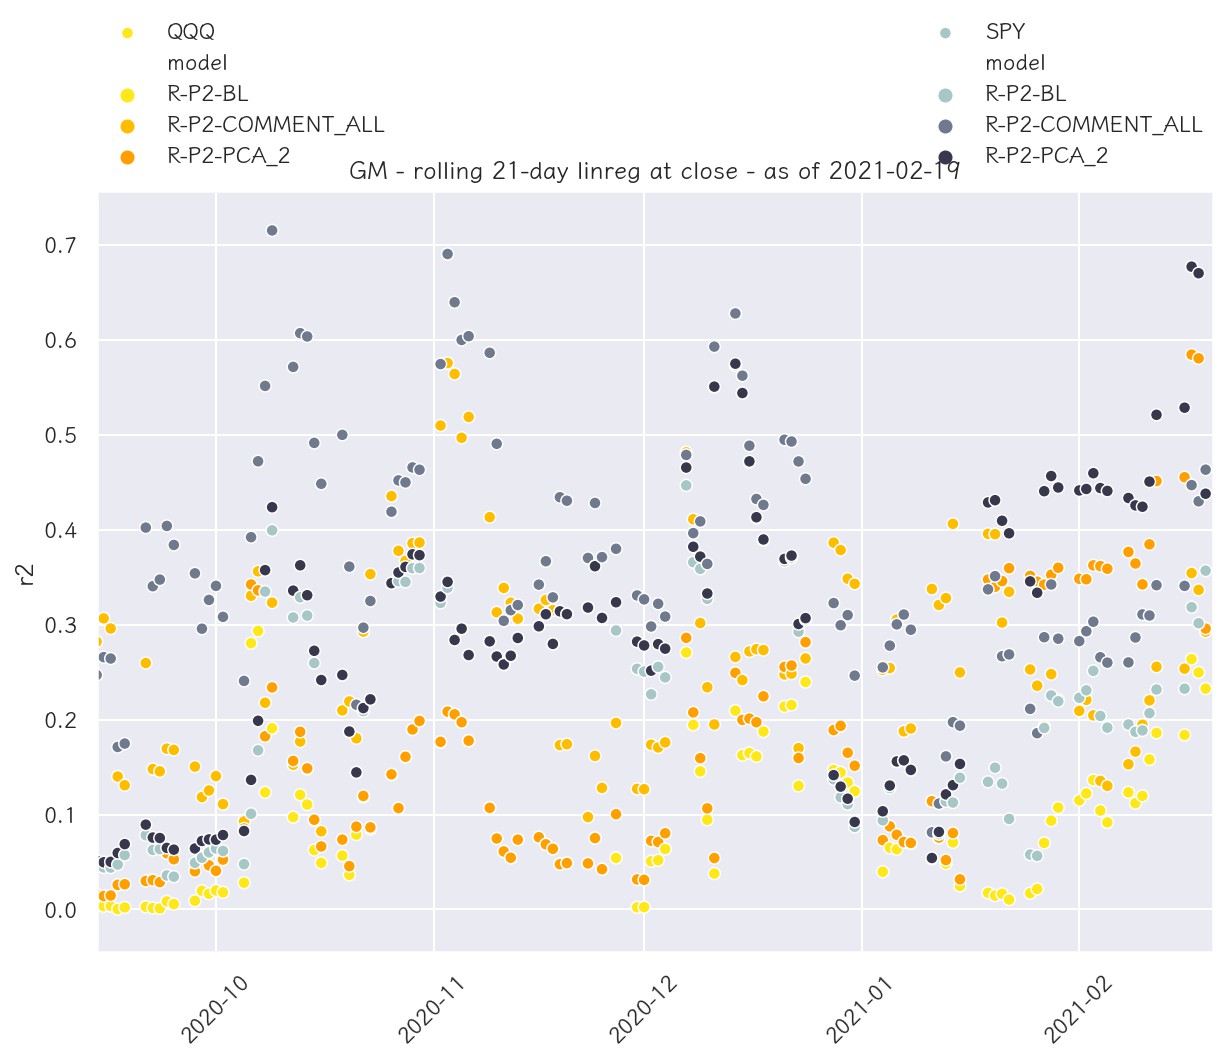 QQQ
model
R-P2-BL
R-P2-COMMENT_ALL
R-P2-PCA_2
SPY
model
R-P2-BL
R-P2-COMMENT_ALL
R-P2-PCA_2
GM - rolling 21-day linreg at close - as of 2021-02-19
r2
0.7
0.6
0.5
0.4
0.3
0.2
0.1
0.0
2020-10
2020-11
2020-12
2021-01
2021-02